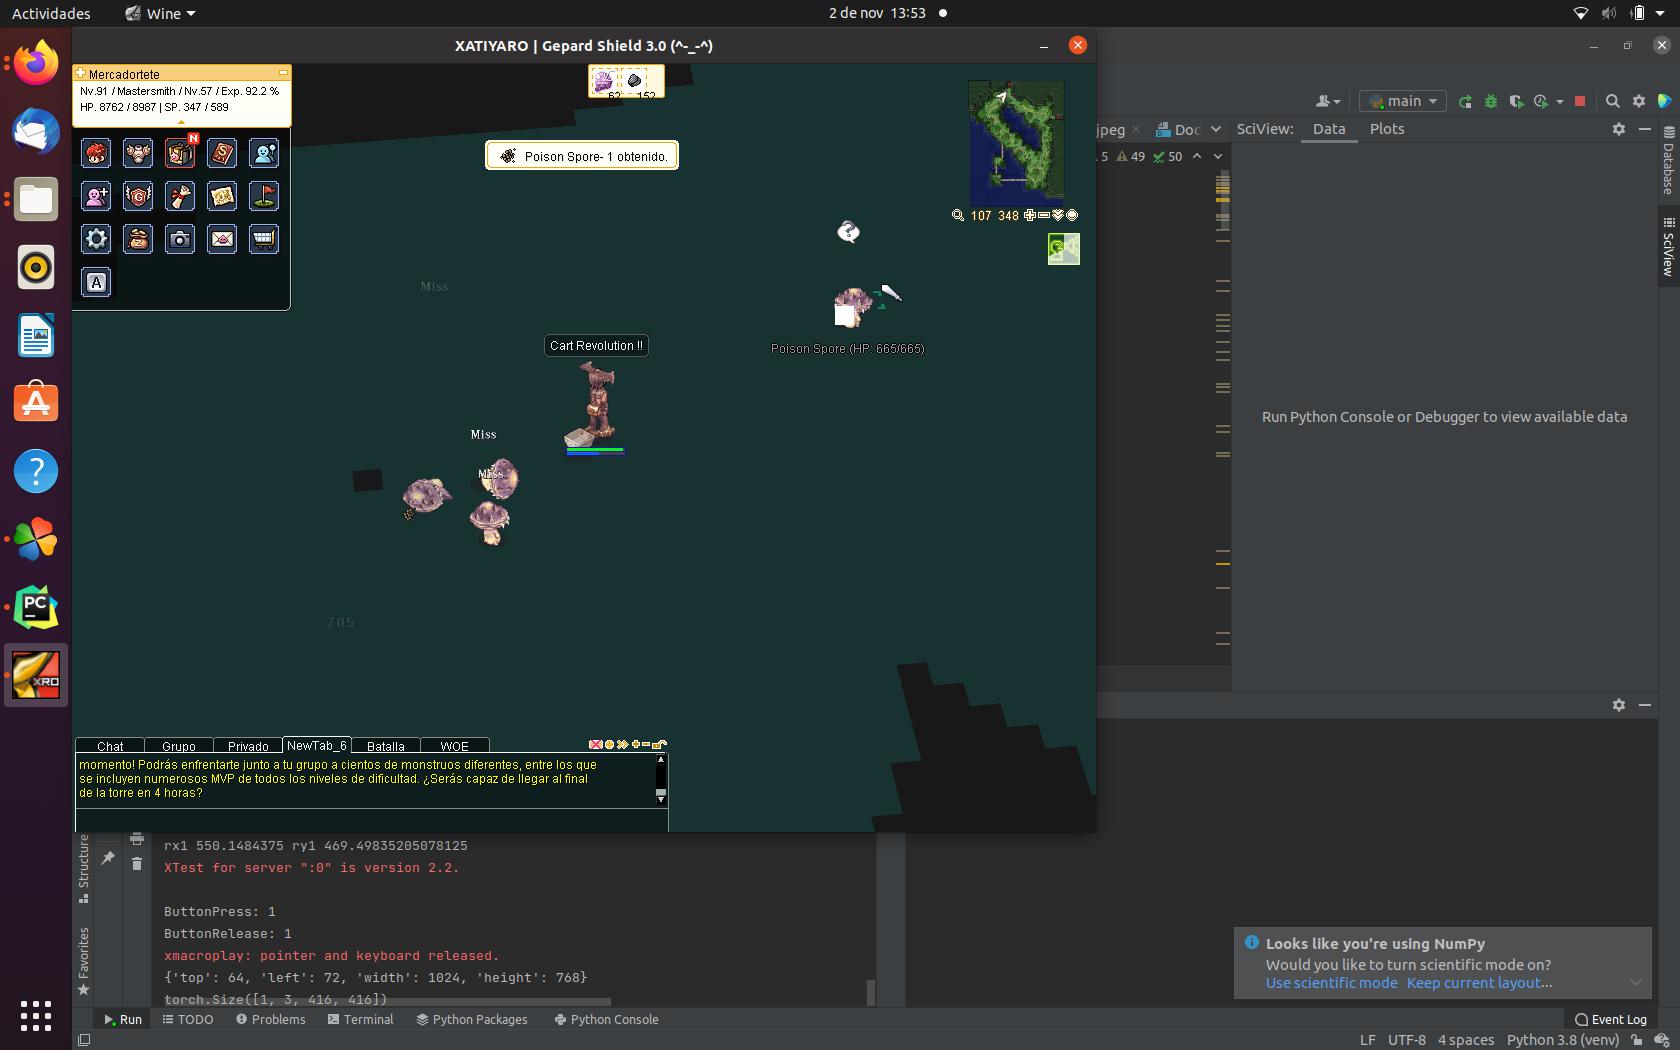 Actividades
Wine
2 de nov 13:53
XATIYARO | Gepard Shield 3.0 (^-_-^)
Mercadortete
Nv.91 / Mastersmith / Nv.57 / Exp. 92.2 %
HP. 8762 / 8987 | SP. 347 / 589
N
A
62
152
Poison Spore- 1 obtenido.
107 348
Miss
Cart Revolution !!
Poison Spore (HP: 665/665)
Miss
Miss
705
Chat
Grupo
Privado
NewTab_6
Batalla
WOE
momento! Podrás enfrentarte junto a tu grupo a cientos de monstruos diferentes, entre los que
se incluyen numerosos MVP de todos los niveles de dificultad. ¿Serás capaz de llegar al final
de la torre en 4 horas?
main
jpeg
Doc
SciView:
Data
Plots
5
49
50
Database
SciView
Run Python Console or Debugger to view available data
PC
XRO
Structure
Favorites
rx1 550.1484375 ry1 469.49835205078125
XTest for server ":0" is version 2.2.
ButtonPress: 1
ButtonRelease: 1
xmacroplay: pointer and keyboard released.
{'top': 64, 'left': 72, 'width': 1024, 'height': 768}
torch.Size([1, 3, 416, 416])
Looks like you're using NumPy
Would you like to turn scientific mode on?
Use scientific mode Keep current layout...
Run
TODO
Problems
Terminal
Python Packages
Python Console
Event Log
LF UTF-8 4 spaces Python 3.8 (venv)